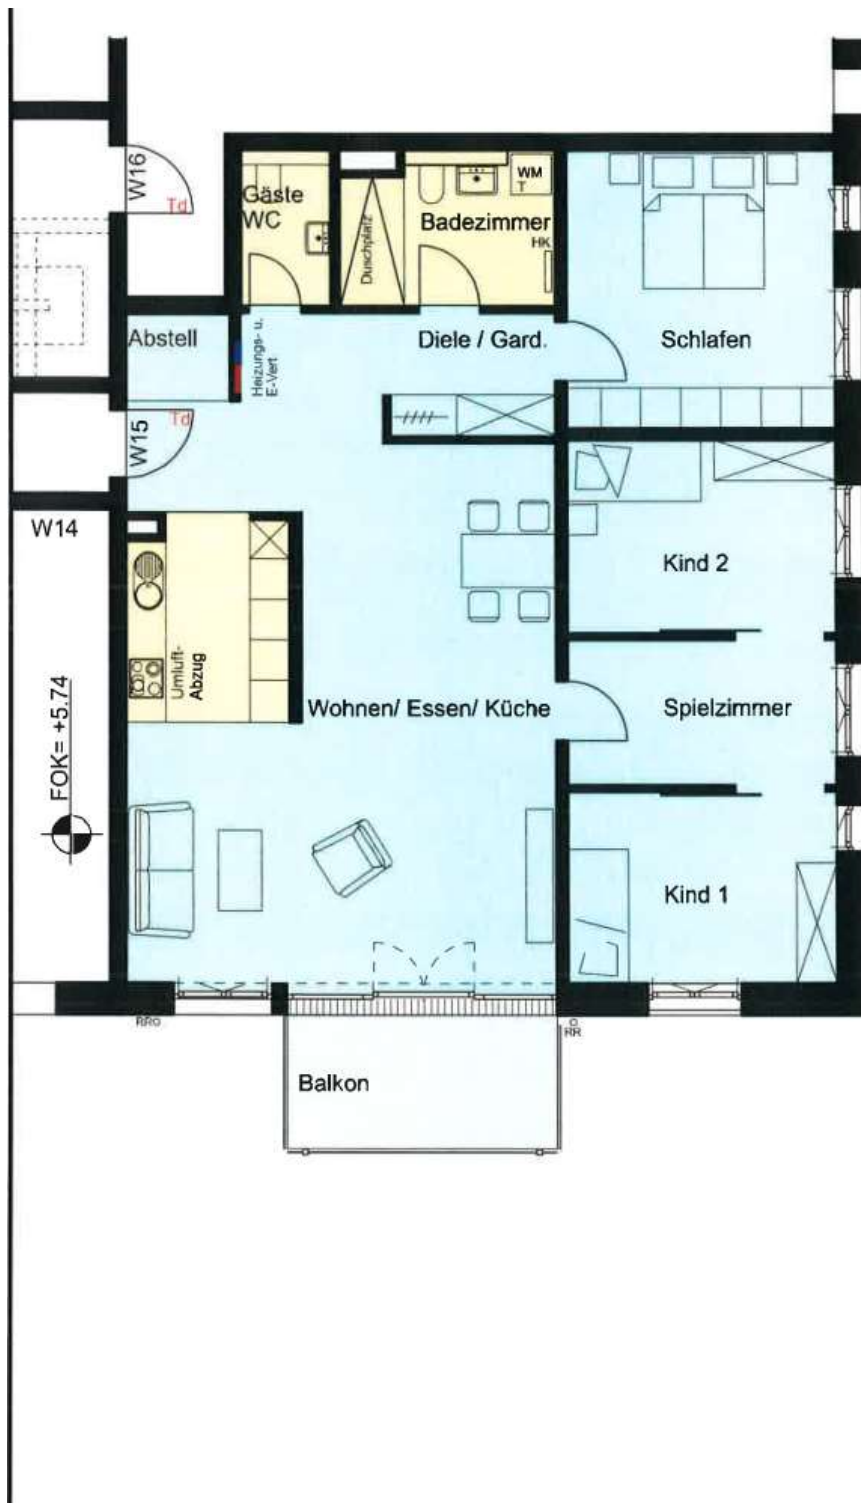 W16
Td
Gäste
WC
Duschplatz
Badezimmer
WM
T
HK
Abstell
Heizungs- u.
E-Vert
Diele / Gard.
Schlafen
W15
Td
W14
Kind 2
Umluft-
Abzug
FOK= +5.74
Wohnen/ Essen/ Küche
Spielzimmer
Kind 1
RRO
O
RR
Balkon